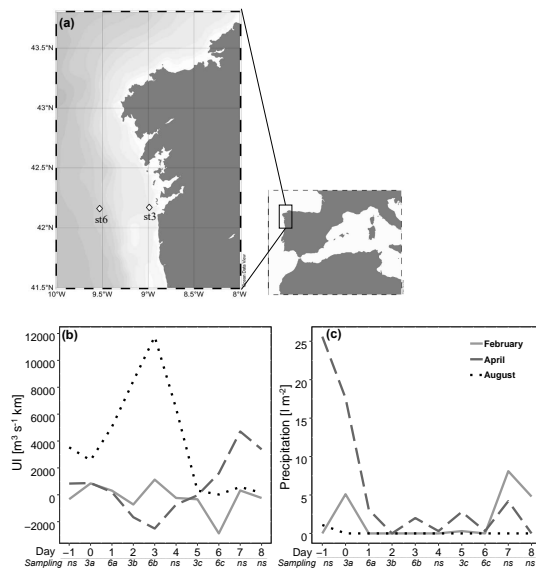 (a)
43.5°N
43°N
42.5°N
42°N
41.5°N
st6
st3
10°W 9.5°W 9°W 8.5°W 8°W
Ocean Data View
(b)
UI [m³ s⁻¹ km]
12000
10000
8000
6000
4000
2000
0
−2000
Day −1 0 1 2 3 4 5 6 7 8
Sampling ns 3a 6a 3b 6b ns 3c 6c ns ns
(c)
February
April
August
Precipitation [l m⁻²]
25
20
15
10
5
0
−1 0 1 2 3 4 5 6 7 8
ns 3a 6a 3b 6b ns 3c 6c ns ns